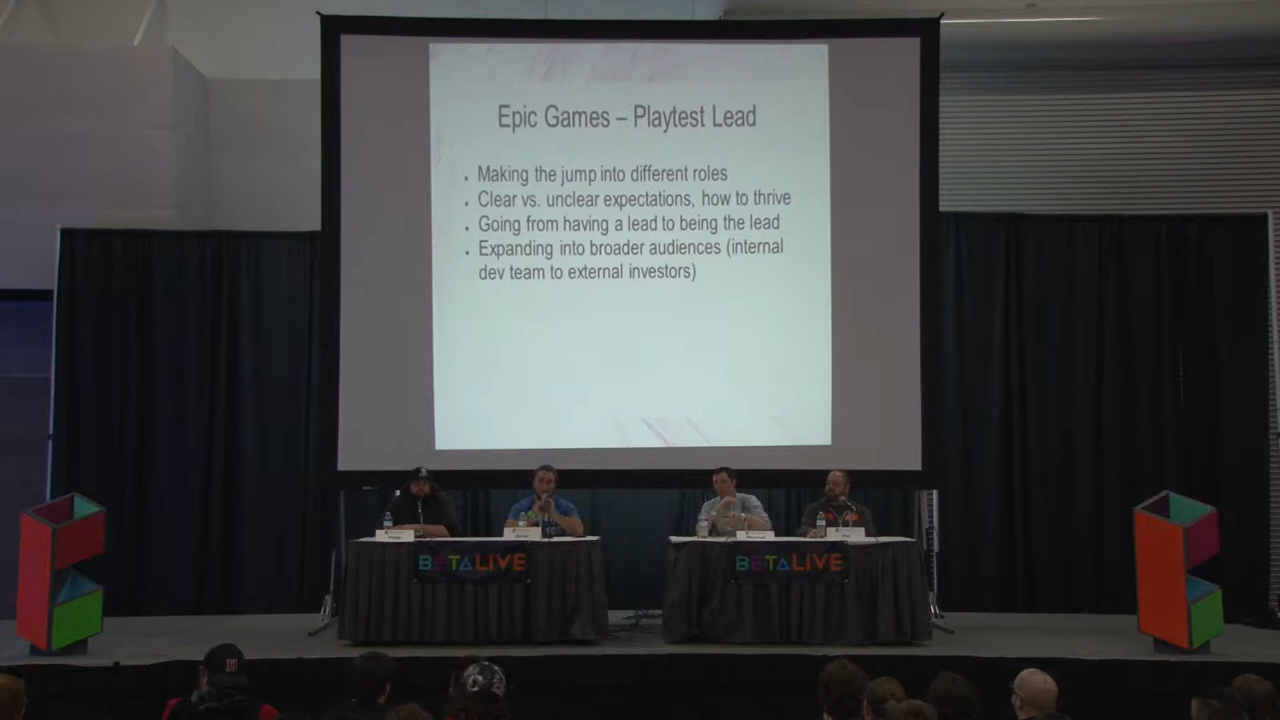 Epic Games – Playtest Lead
• Making the jump into different roles
• Clear vs. unclear expectations, how to thrive
• Going from having a lead to being the lead
• Expanding into broader audiences (internal
dev team to external investors)
BETALIVE
BETALIVE